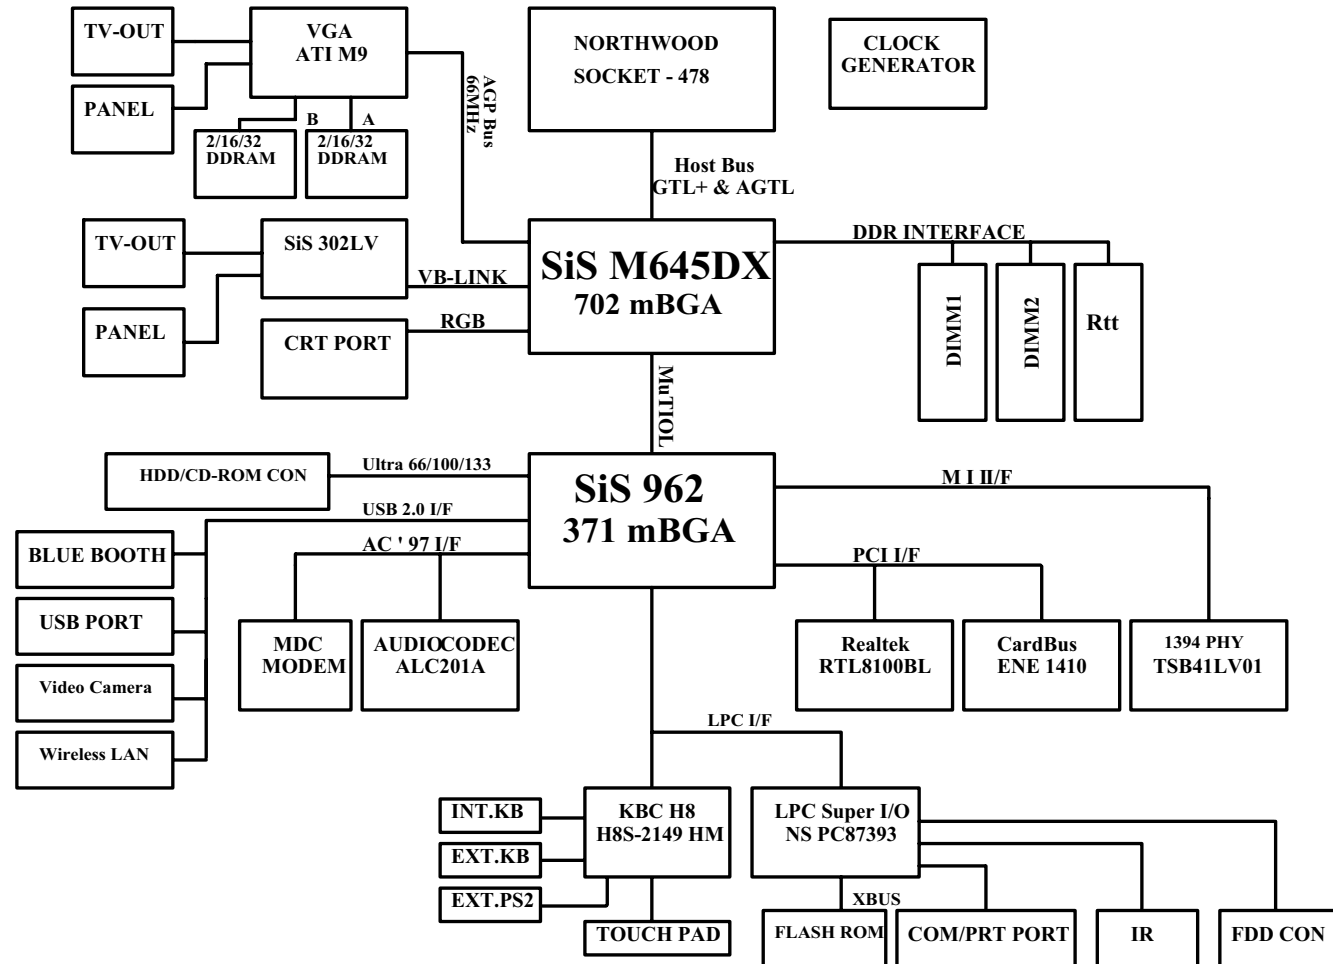 TV-OUT
VGA
ATI M9
PANEL
B
A
2/16/32
DDRAM
2/16/32
DDRAM
AGP Bus
66MHz
NORTHWOOD
SOCKET - 478
CLOCK
GENERATOR
Host Bus
GTL+ & AGTL
TV-OUT
SiS 302LV
PANEL
VB-LINK
RGB
CRT PORT
SiS M645DX
702 mBGA
DDR INTERFACE
DIMM1
DIMM2
Rtt
MuTIOL
HDD/CD-ROM CON
Ultra 66/100/133
USB 2.0 I/F
AC ' 97 I/F
SiS 962
371 mBGA
M I II/F
PCI I/F
BLUE BOOTH
USB PORT
Video Camera
Wireless LAN
MDC
MODEM
AUDIOCODEC
ALC201A
Realtek
RTL8100BL
CardBus
ENE 1410
1394 PHY
TSB41LV01
LPC I/F
INT.KB
EXT.KB
EXT.PS2
KBC H8
H8S-2149 HM
TOUCH PAD
LPC Super I/O
NS PC87393
XBUS
FLASH ROM
COM/PRT PORT
IR
FDD CON